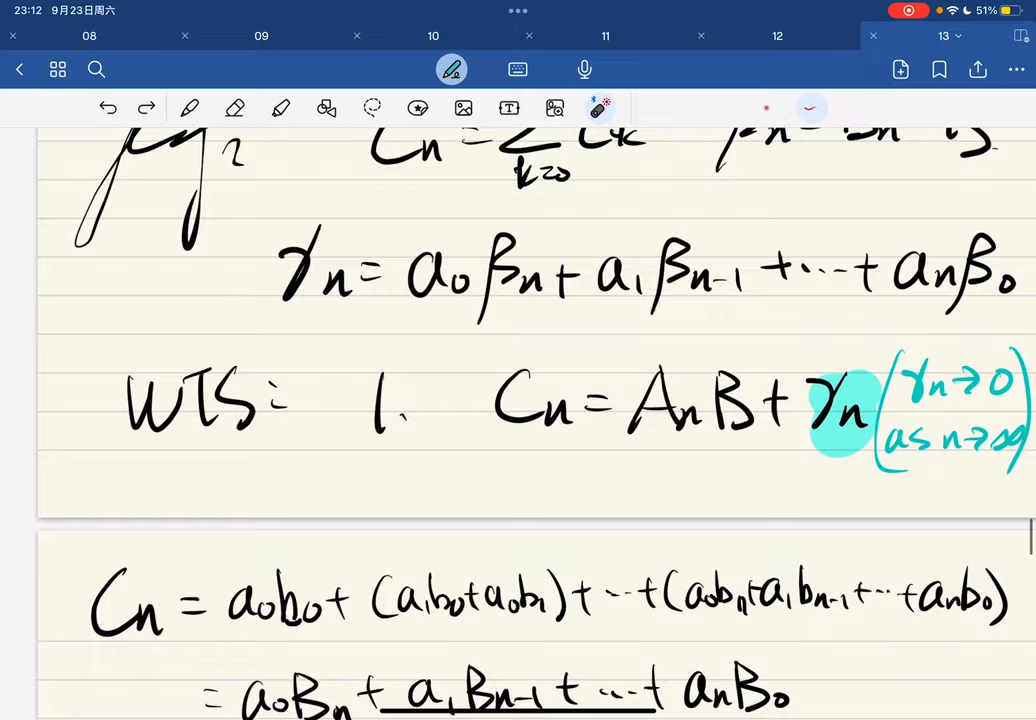 23:12 9月23日周六 51%
08 09 10 11 12 13
T
Cn = Σ k=0
γn = a0βn + a1βn-1 + ... + anβ0
WTS: 1. Cn = AnB + γn (γn→0 as n→∞)
Cn = a0b0 + (a1b0+a0b1) + ... + (a0bn+a1bn-1+...+anb0)
= a0Bn + a1Bn-1 + ... + anB0